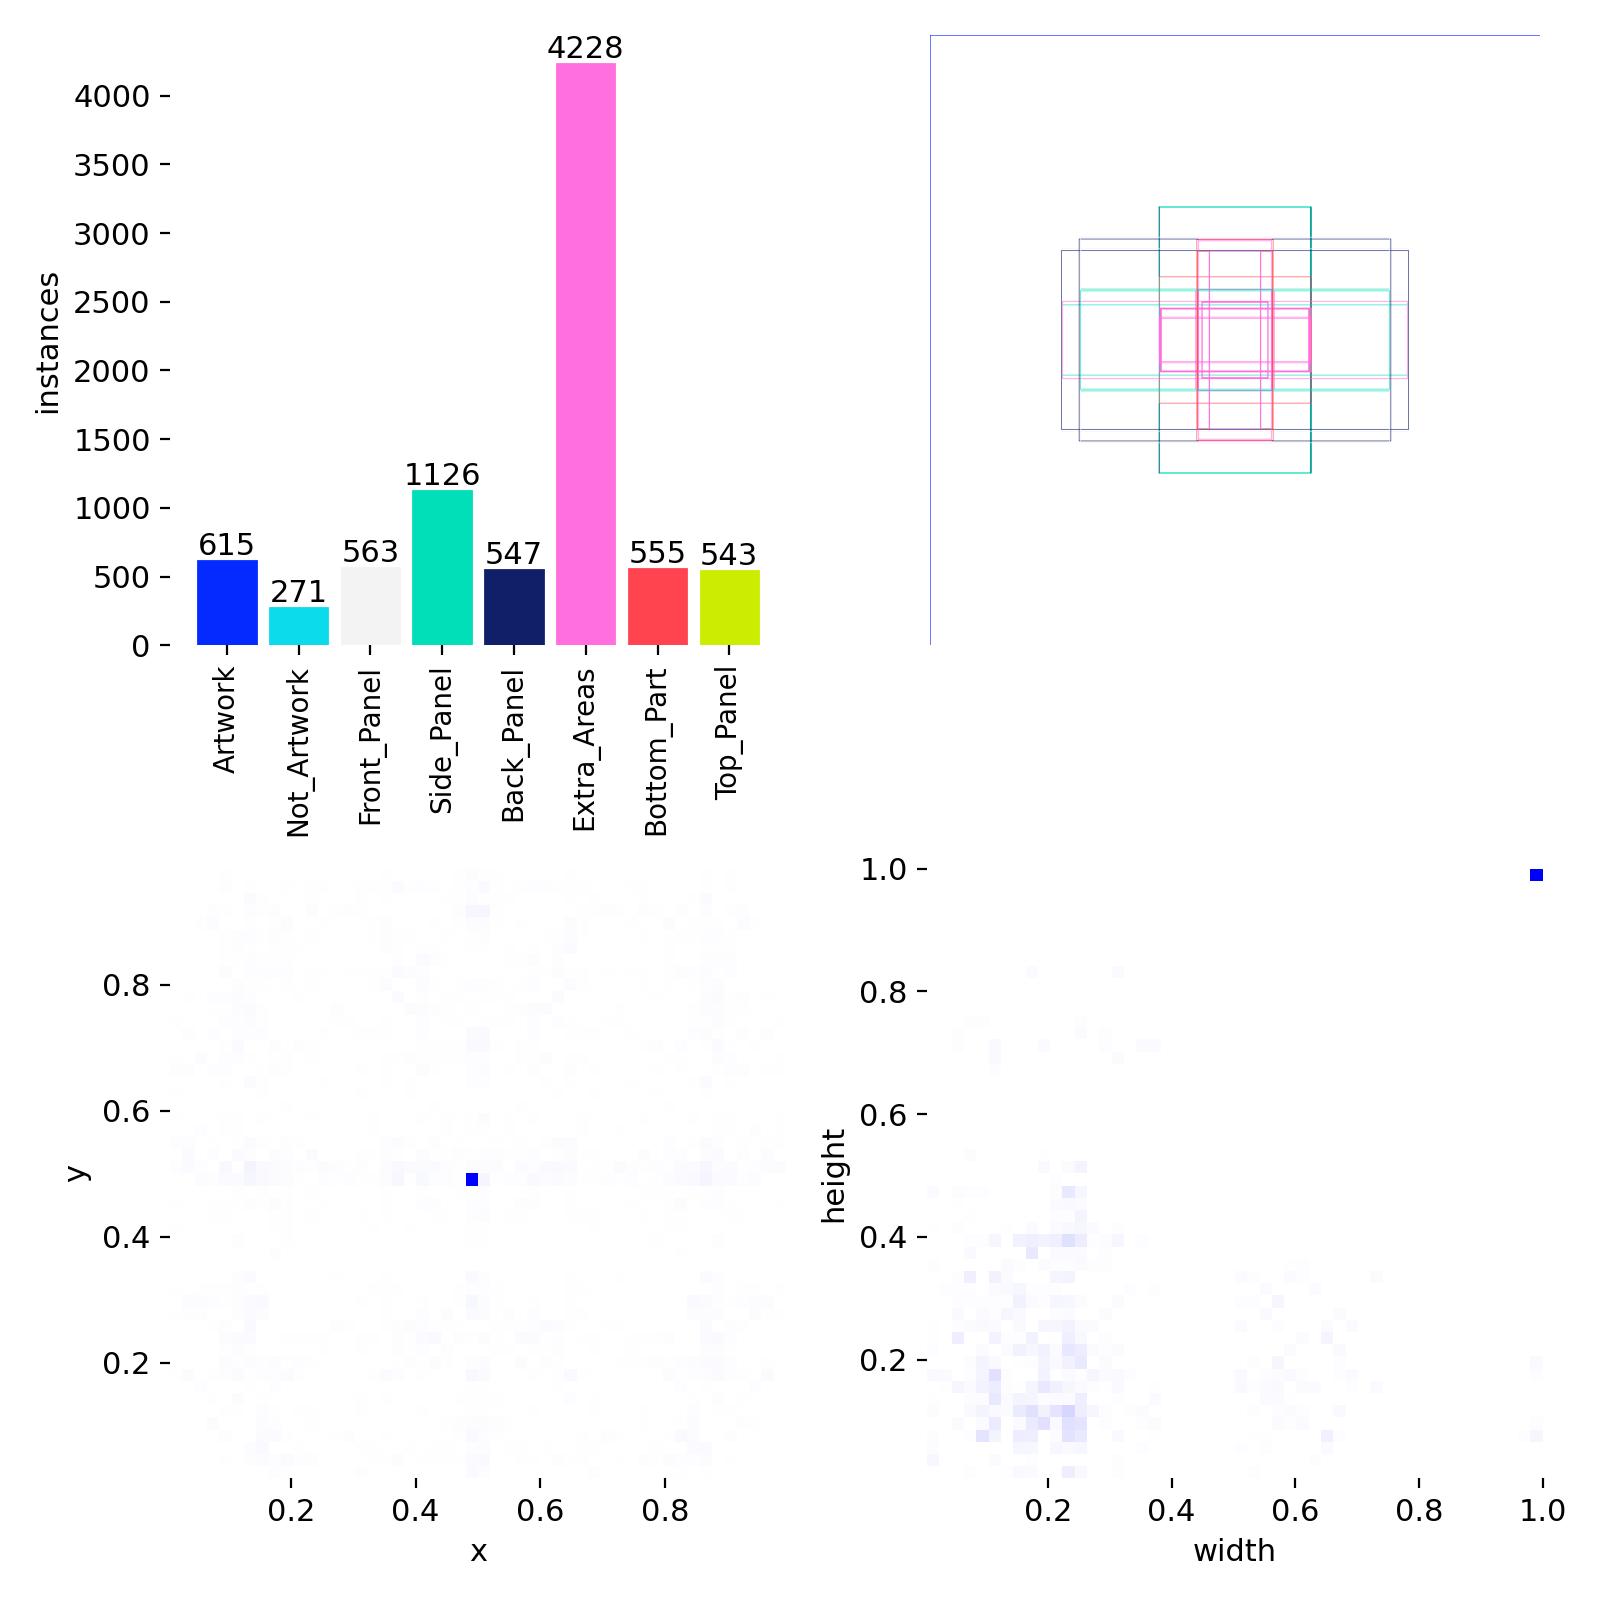 4228
4000
3500
3000
2500
2000
1500
1000
500
0
instances
615
271
563
1126
547
555
543
Artwork
Not_Artwork
Front_Panel
Side_Panel
Back_Panel
Extra_Areas
Bottom_Part
Top_Panel
0.8
0.6
0.4
0.2
y
0.2
0.4
0.6
0.8
x
1.0
0.8
0.6
0.4
0.2
height
0.2
0.4
0.6
0.8
1.0
width